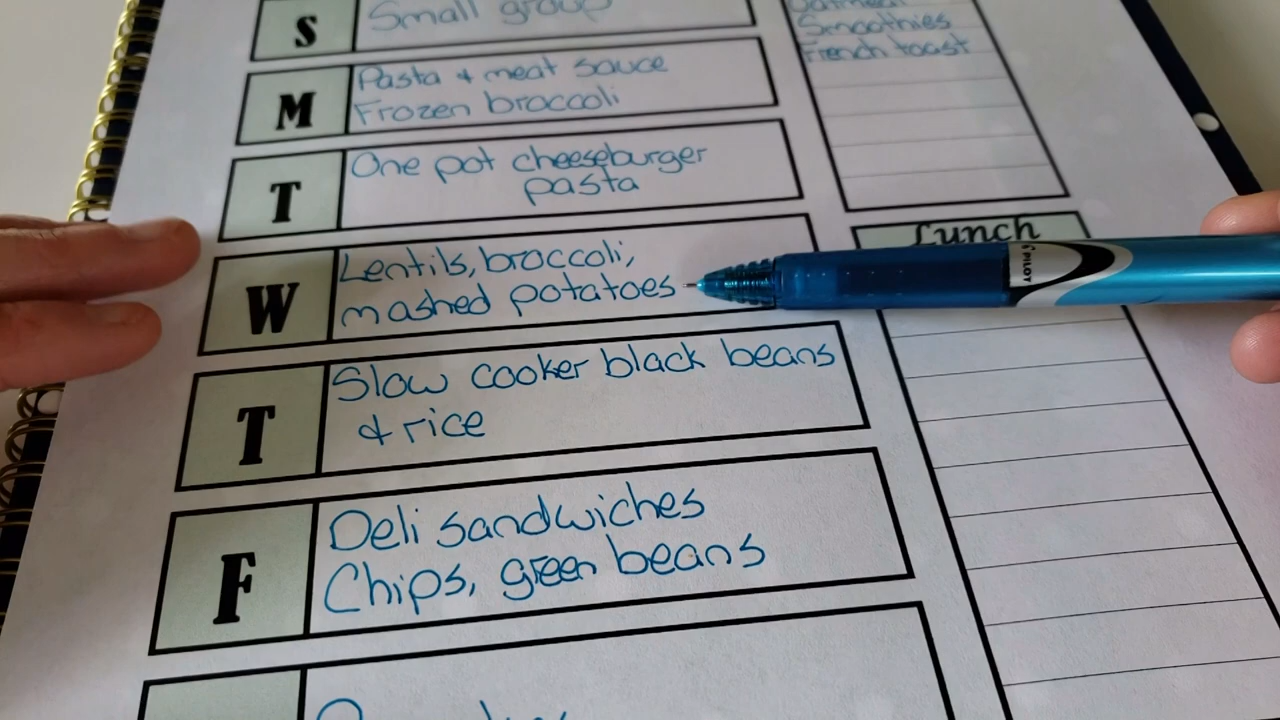 S
Small group
M
Pasta & meat sauce
Frozen broccoli
T
One pot cheeseburger
pasta
W
Lentils, broccoli,
mashed potatoes
T
Slow cooker black beans
& rice
F
Deli sandwiches
Chips, green beans
Oatmeal
Smoothies
French toast
Lunch
PILOT